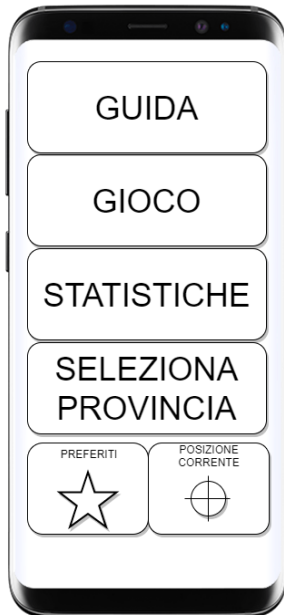 GUIDA
GIOCO
STATISTICHE
SELEZIONA
PROVINCIA
PREFERITI
POSIZIONE
CORRENTE